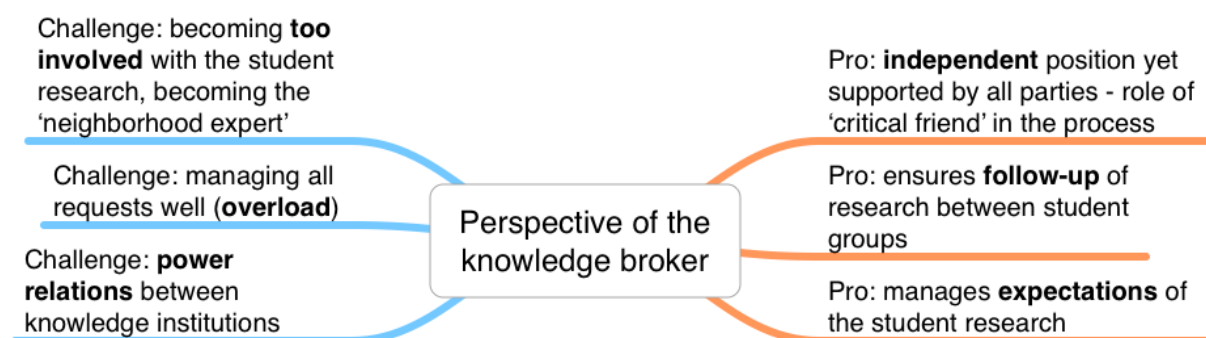 Challenge: becoming too
involved with the student
research, becoming the
‘neighborhood expert’
Challenge: managing all
requests well (overload)
Challenge: power
relations between
knowledge institutions
Perspective of the
knowledge broker
Pro: independent position yet
supported by all parties - role of
‘critical friend’ in the process
Pro: ensures follow-up of
research between student
groups
Pro: manages expectations of
the student research